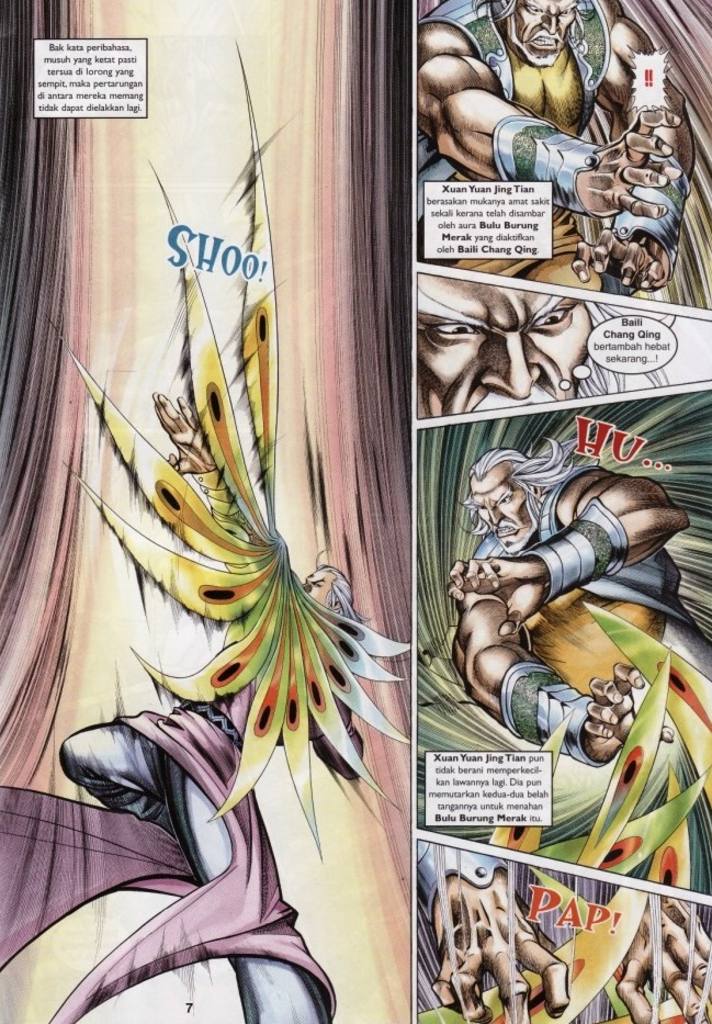 Bak kata peribahasa,
musuh yang ketat pasti
tersua di lorong yang
sempit, maka pertarungan
di antara mereka memang
tidak dapat dielakkan lagi.
SHOO!
!!
Xuan Yuan Jing Tian
berasakan mukanya amat sakit
sekali kerana telah disambar
oleh aura Bulu Burung
Merak yang diaktifkan
oleh Baili Chang Qing.
Baili
Chang Qing
bertambah hebat
sekarang...!
HU...
Xuan Yuan Jing Tian pun
tidak berani memperkecil-
kan lawannya lagi. Dia pun
memutarkan kedua-dua belah
tangannya untuk menahan
Bulu Burung Merak itu.
PAP!
7